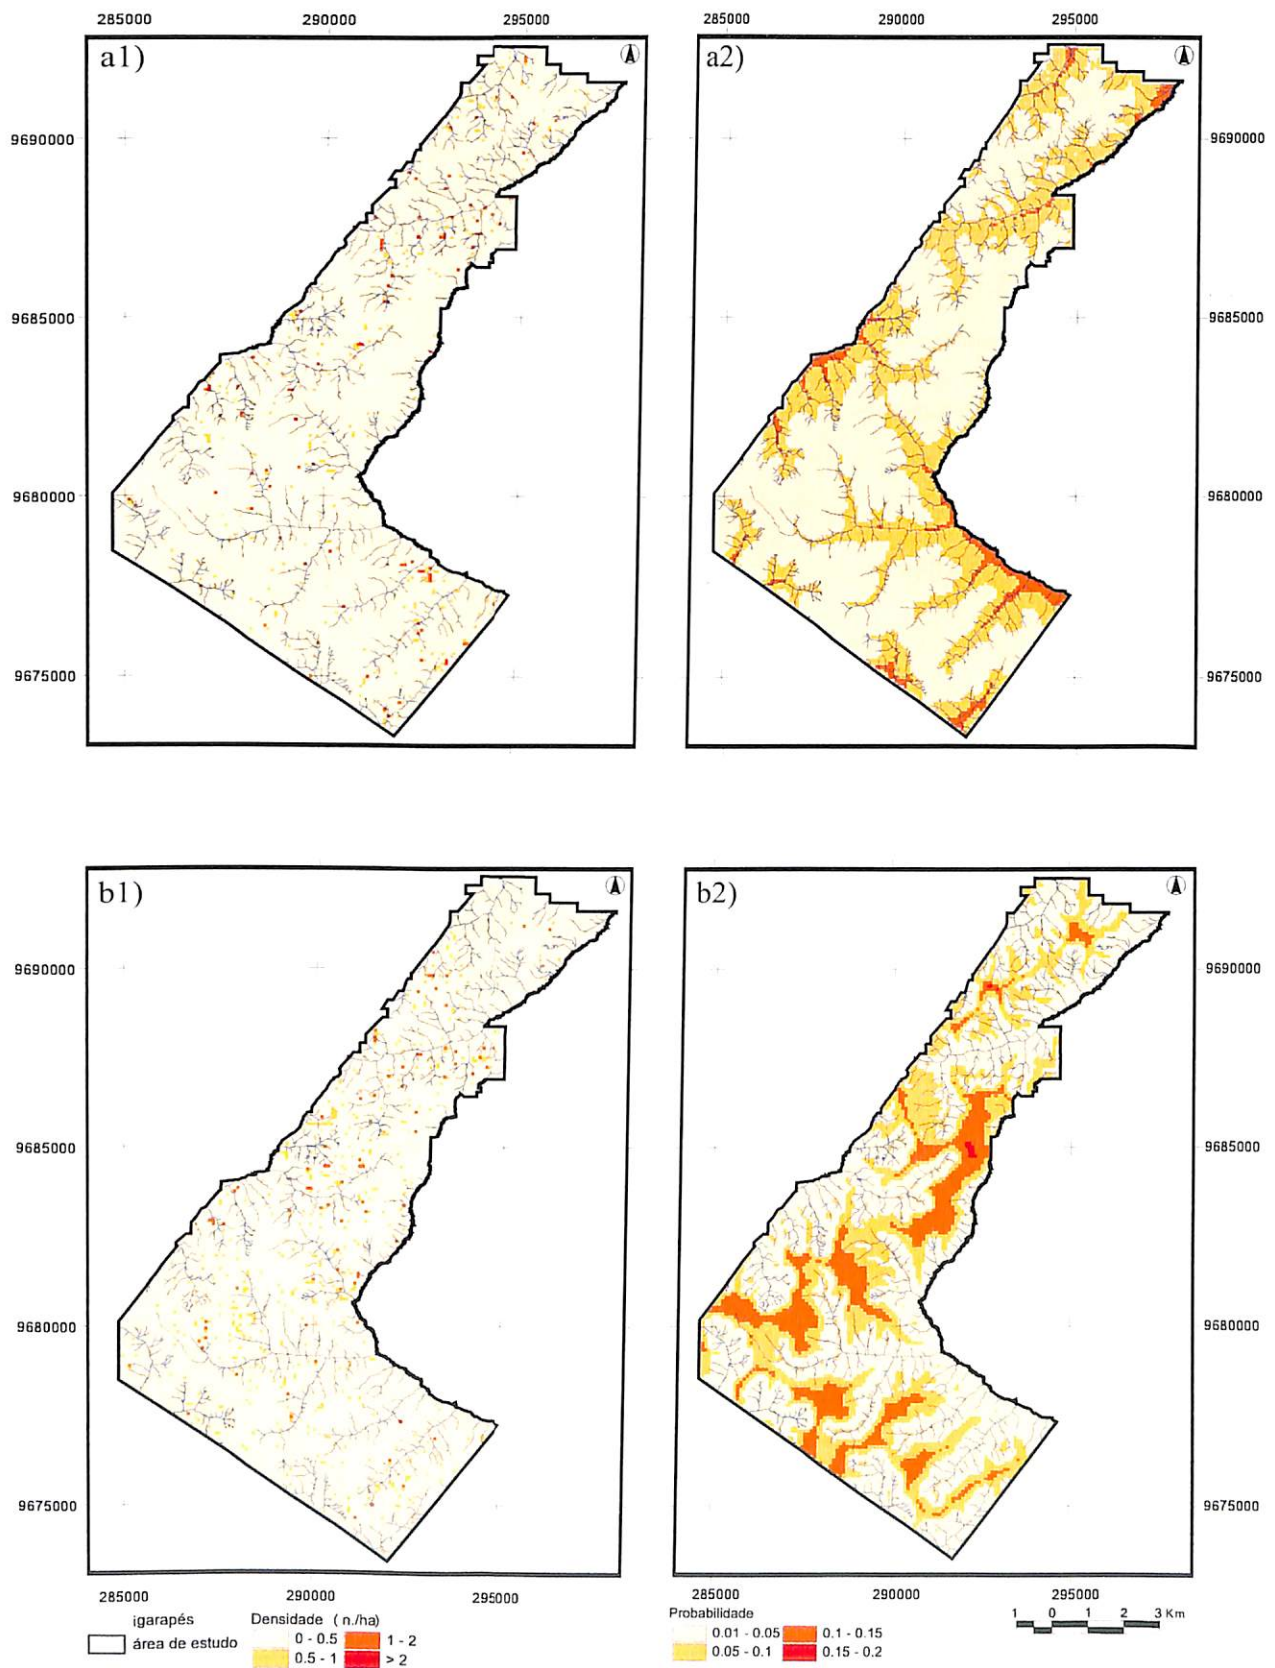 285000 290000 295000
285000 290000 295000
a1)
a2)
9690000
9690000
9685000
9685000
9680000
9680000
9675000
9675000
b1)
b2)
9690000
9690000
9685000
9685000
9680000
9680000
9675000
9675000
285000 290000 295000
285000 290000 295000
igarapés
área de estudo
Densidade ( n./ha)
0 - 0.5
0.5 - 1
1 - 2
> 2
Probabilidade
0.01 - 0.05
0.05 - 0.1
0.1 - 0.15
0.15 - 0.2
1 0 1 2 3 Km